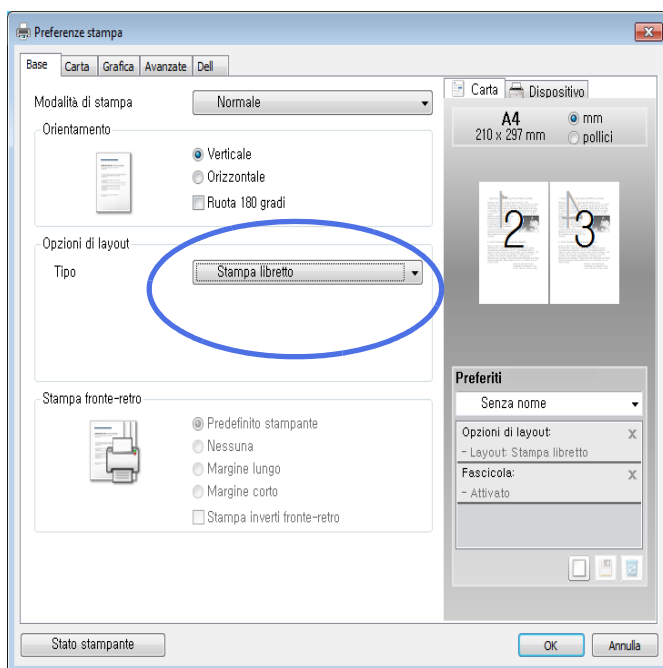 Preferenze stampa
Base Carta Grafica Avanzate Dell
Modalità di stampa Normale
Orientamento
Verticale
Orizzontale
Ruota 180 gradi
Opzioni di layout
Tipo Stampa libretto
Stampa fronte-retro
Predefinito stampante
Nessuna
Margine lungo
Margine corto
Stampa inverti fronte-retro
Carta Dispositivo
A4 mm
210 x 297 mm pollici
2 3
Preferiti
Senza nome
Opzioni di layout: x
- Layout: Stampa libretto
Fascicola: x
- Attivato
Stato stampante OK Annulla